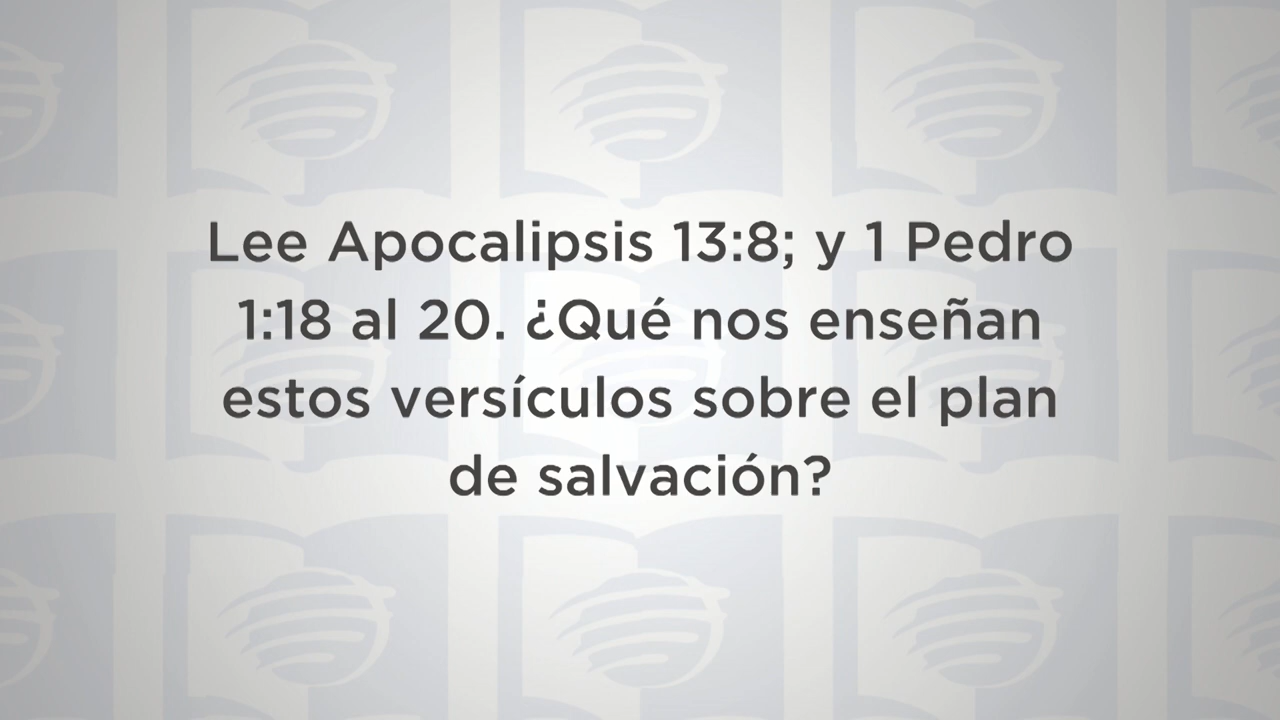 Lee Apocalipsis 13:8; y 1 Pedro
1:18 al 20. ¿Qué nos enseñan
estos versículos sobre el plan
de salvación?